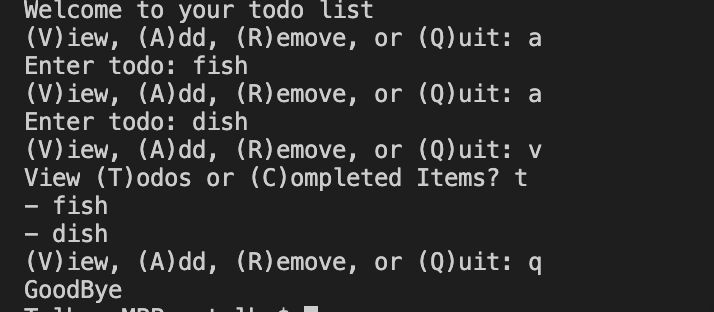 Welcome to your todo list
(V)iew, (A)dd, (R)emove, or (Q)uit: a
Enter todo: fish
(V)iew, (A)dd, (R)emove, or (Q)uit: a
Enter todo: dish
(V)iew, (A)dd, (R)emove, or (Q)uit: v
View (T)odos or (C)ompleted Items? t
- fish
- dish
(V)iew, (A)dd, (R)emove, or (Q)uit: q
GoodBye